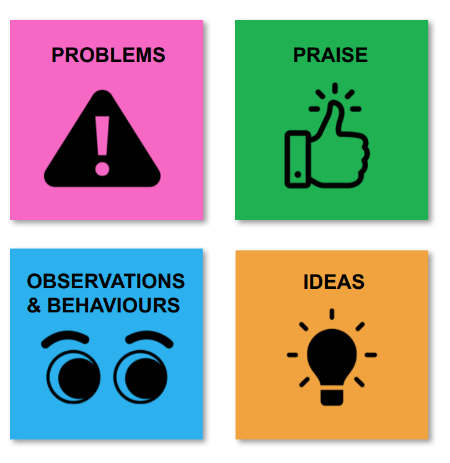 PROBLEMS
PRAISE
OBSERVATIONS
& BEHAVIOURS
IDEAS